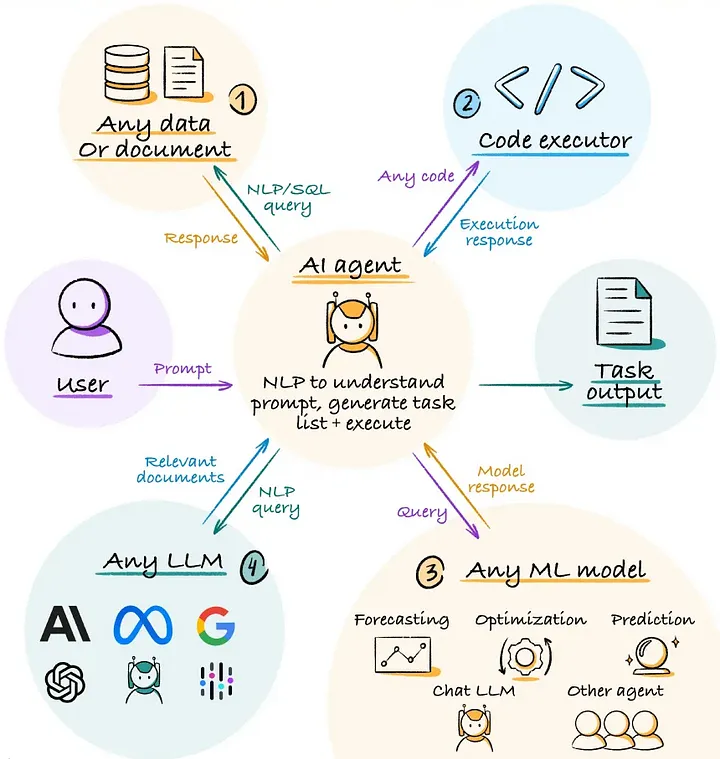 1
Any data
Or document
2
Code executor
NLP/SQL
query
Response
Any code
Execution
response
AI agent
User
Prompt
NLP to understand
prompt, generate task
list + execute
Task
output
Relevant
documents
NLP
query
Model
response
Query
Any LLM
4
3
Any ML model
Forecasting
Optimization
Prediction
Chat LLM
Other agent